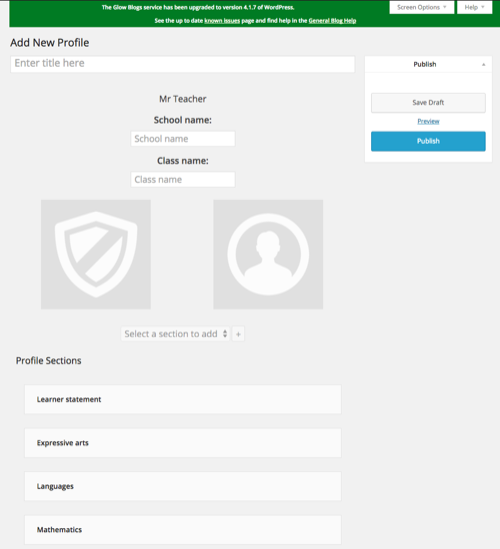 The Glow Blogs service has been upgraded to version 4.1.7 of WordPress.
See the up to date known Issues page and find help in the General Blog Help
Screen Options
Help
Add New Profile
Enter title here
Publish
Mr Teacher
School name:
School name
Class name:
Class name
Save Draft
Preview
Publish
Select a section to add
+
Profile Sections
Learner statement
Expressive arts
Languages
Mathematics